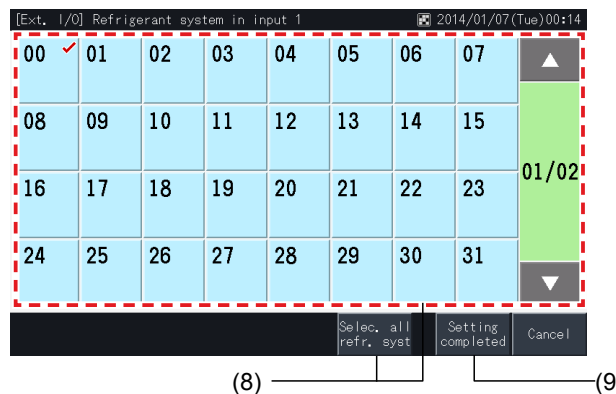 [Ext. I/O] Refrigerant system in input 1 2014/01/07(Tue)00:14
00 01 02 03 04 05 06 07
08 09 10 11 12 13 14 15
01/02
16 17 18 19 20 21 22 23
24 25 26 27 28 29 30 31
Selec. all
refr. syst
Setting
completed
Cancel
(8)
(9